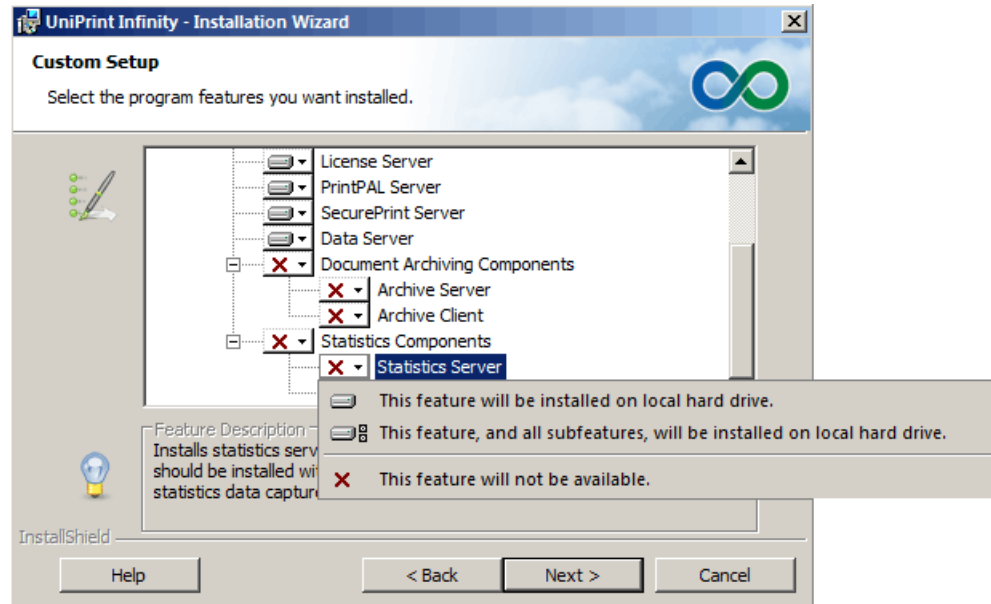 UniPrint Infinity - Installation Wizard
Custom Setup
Select the program features you want installed.
License Server
PrintPAL Server
SecurePrint Server
Data Server
Document Archiving Components
Archive Server
Archive Client
Statistics Components
Statistics Server
This feature will be installed on local hard drive.
This feature, and all subfeatures, will be installed on local hard drive.
This feature will not be available.
Feature Description
Installs statistics serv
should be installed wi
statistics data capture
InstallShield
Help
< Back
Next >
Cancel